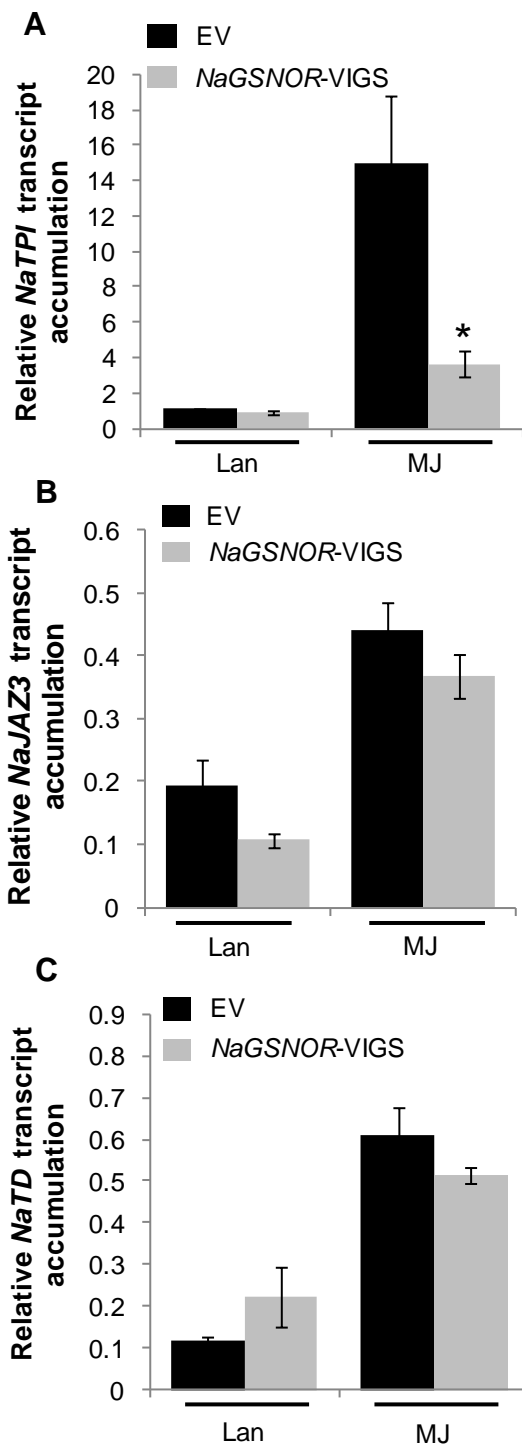 A
EV
NaGSNOR-VIGS
Relative NaTPI transcript
accumulation
20
18
16
14
12
10
8
6
4
2
0
*
Lan MJ
B
EV
NaGSNOR-VIGS
Relative NaJAZ3 transcript
accumulation
0.6
0.5
0.4
0.3
0.2
0.1
0
Lan MJ
C
EV
NaGSNOR-VIGS
Relative NaTD transcript
accumulation
0.9
0.8
0.7
0.6
0.5
0.4
0.3
0.2
0.1
0
Lan MJ